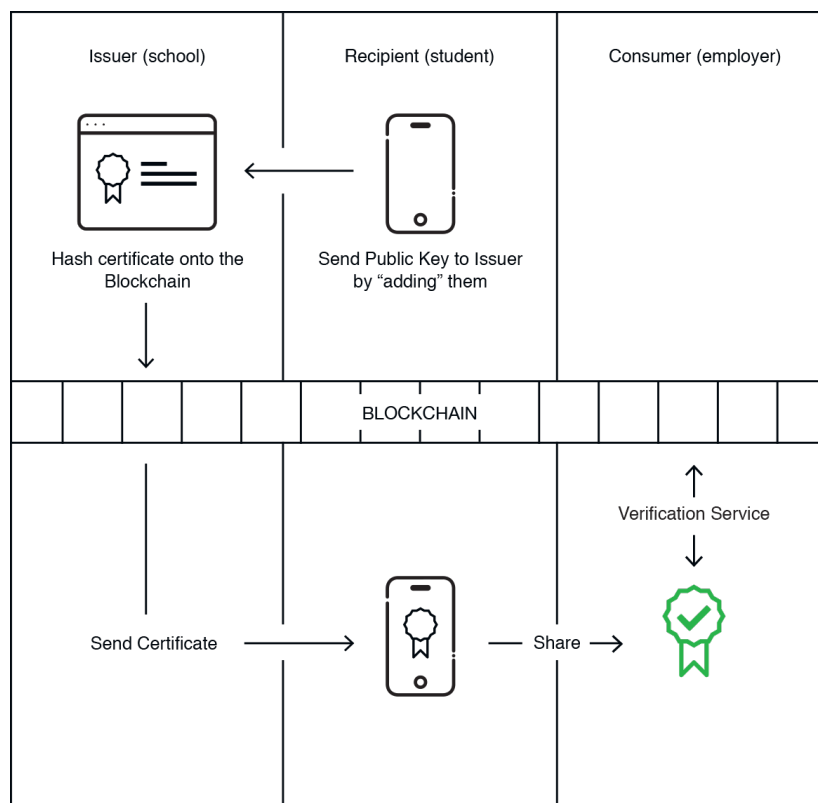 Issuer (school)
Recipient (student)
Consumer (employer)
Hash certificate onto the
Blockchain
Send Public Key to Issuer
by “adding” them
BLOCKCHAIN
Verification Service
Send Certificate
Share